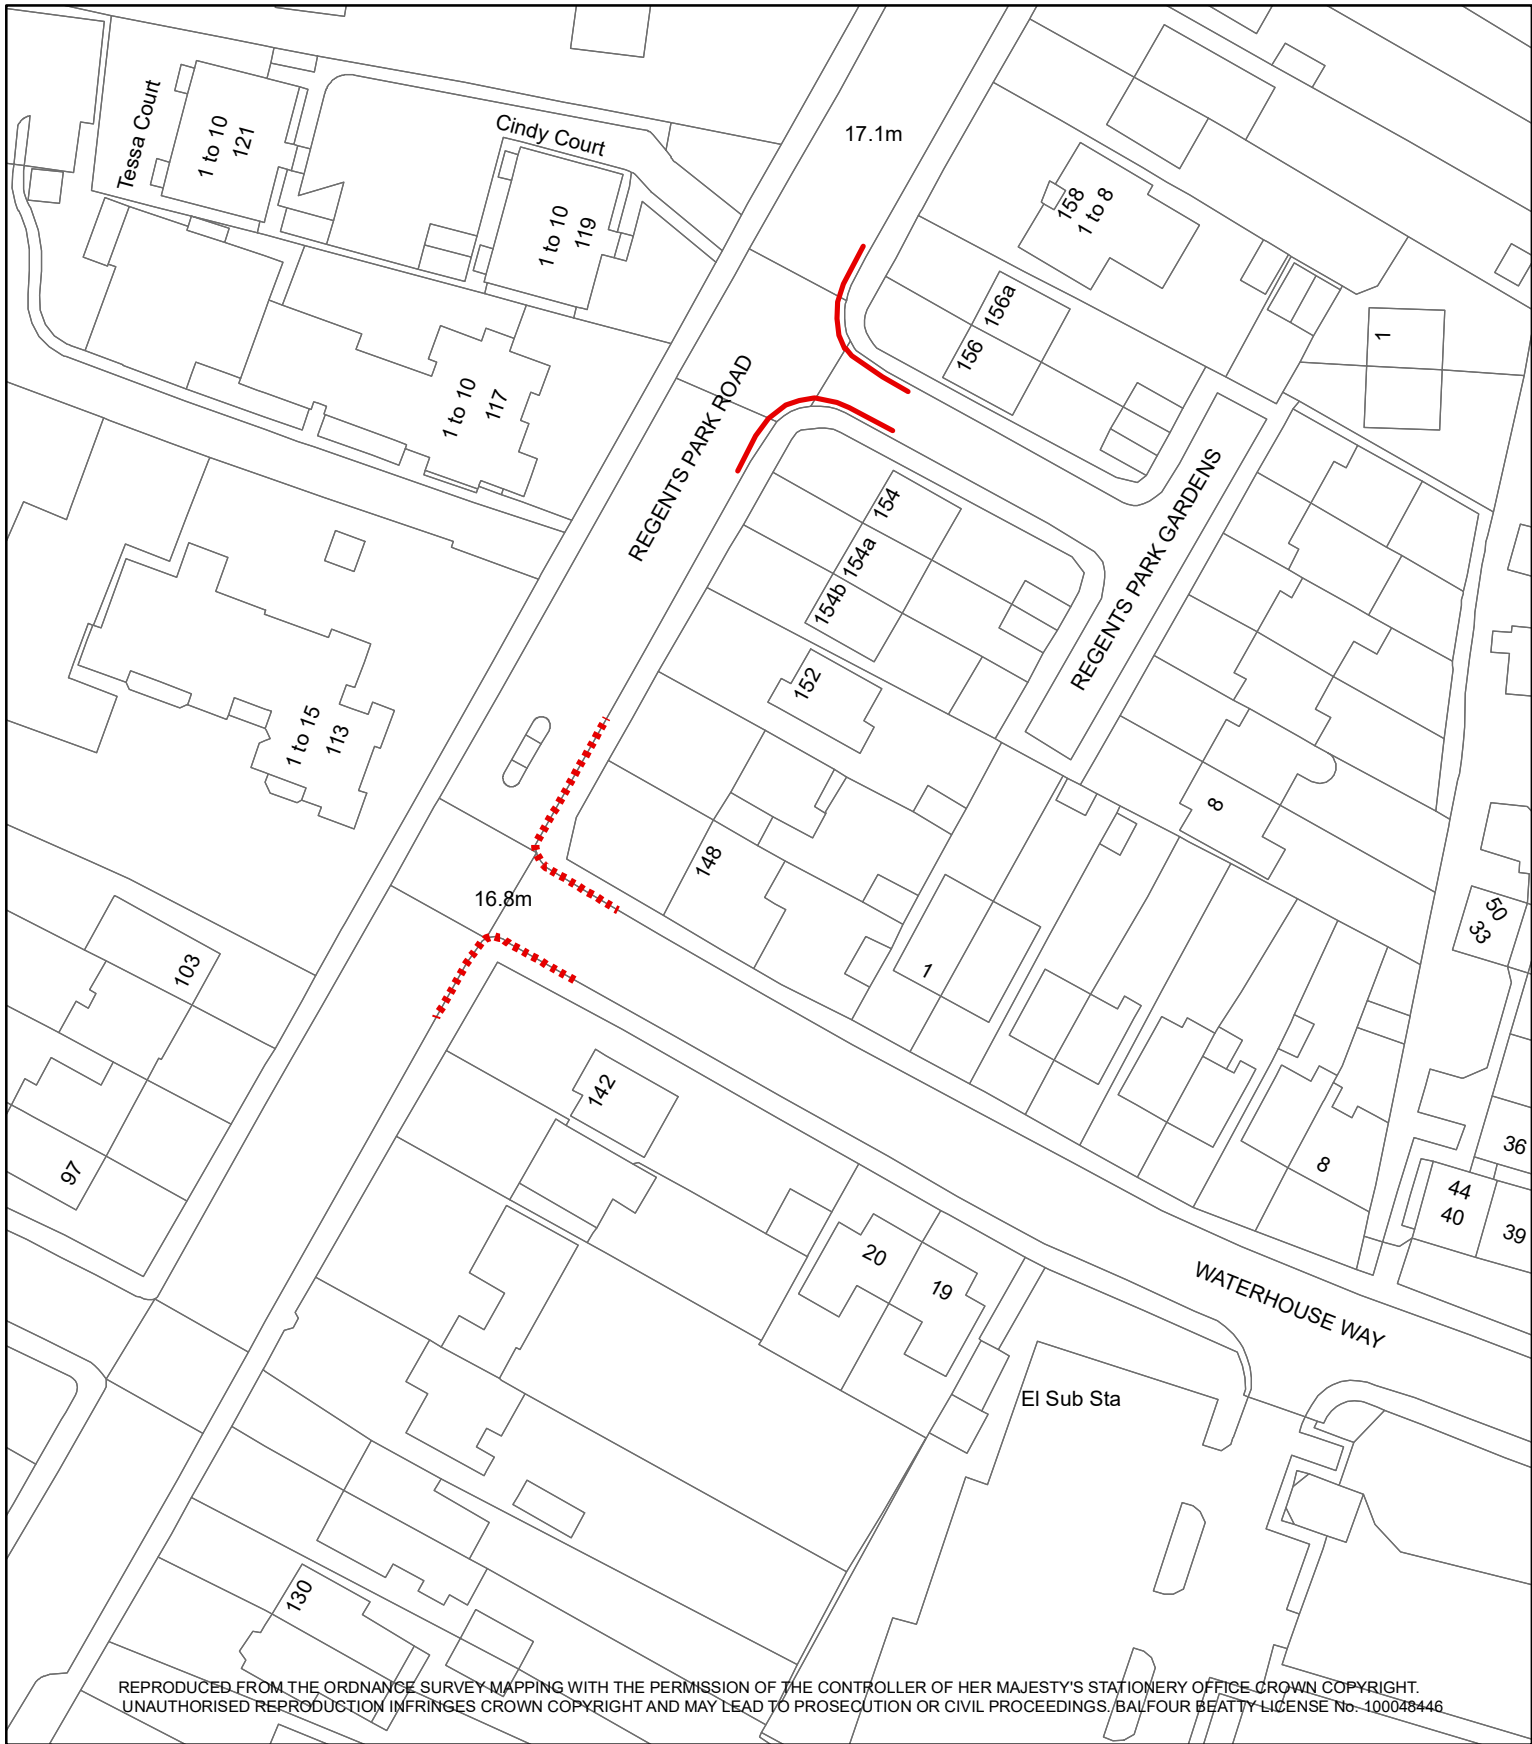 Tessa Court
1 to 10
121
Cindy Court
1 to 10
119
17.1m
158
1 to 8
156a
156
1
REGENTS PARK ROAD
1 to 10
117
154
154a
154b
REGENTS PARK GARDENS
152
1 to 15
113
8
148
16.8m
50
33
103
1
142
97
8
36
44
40
39
20
19
WATERHOUSE WAY
El Sub Sta
130
REPRODUCED FROM THE ORDNANCE SURVEY MAPPING WITH THE PERMISSION OF THE CONTROLLER OF HER MAJESTY'S STATIONERY OFFICE CROWN COPYRIGHT.
UNAUTHORISED REPRODUCTION INFRINGES CROWN COPYRIGHT AND MAY LEAD TO PROSECUTION OR CIVIL PROCEEDINGS. BALFOUR BEATTY LICENSE No. 100048446